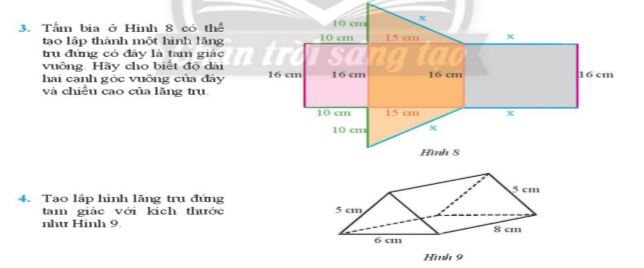 3. Tấm bìa ở Hình 8 có thể
tạo lập thành một hình lăng
trụ đứng có đáy là tam giác
vuông. Hãy cho biết độ dài
hai cạnh góc vuông của đáy
và chiều cao của lăng trụ.
10 cm
x
10 cm
15 cm
x
16 cm
16 cm
16 cm
16 cm
10 cm
15 cm
x
10 cm
x
Hình 8
chân trời sáng tạo
4. Tạo lập hình lăng trụ đứng
tam giác với kích thước
như Hình 9.
5 cm
5 cm
8 cm
6 cm
Hình 9